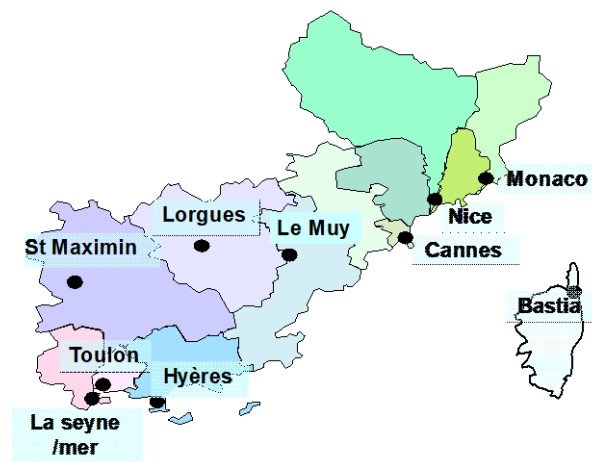 Monaco
Lorgues
Nice
Le Muy
St Maximin
Cannes
Bastia
Toulon
Hyères
La seyne
/mer